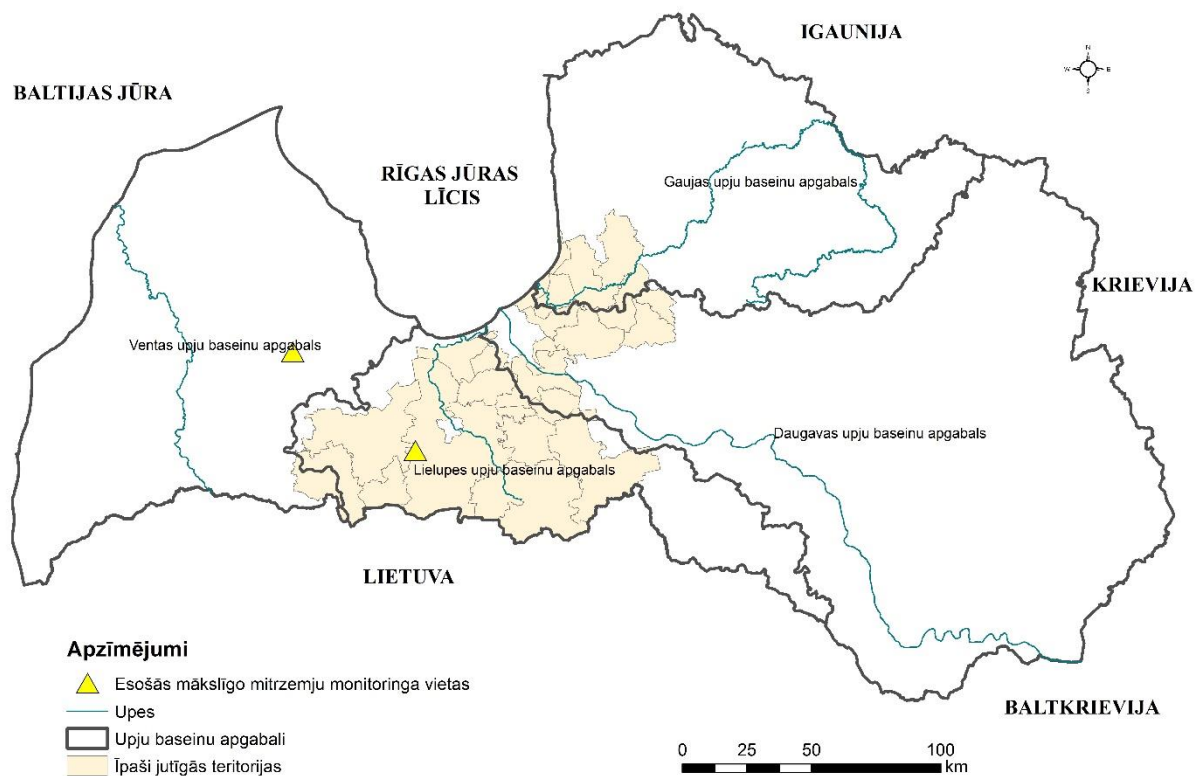 IGAUNIJA
N
W E
S
BALTIJAS JŪRA
RĪGAS JŪRAS
LĪCIS
Gaujas upju baseinu apgabals
KRIEVIJA
Ventas upju baseinu apgabals
Daugavas upju baseinu apgabals
Lielupes upju baseinu apgabals
LIETUVA
Apzīmējumi
Esošās mākslīgo mitrzemju monitoringa vietas
Upes
Upju baseinu apgabali
Īpaši jutīgās teritorijas
BALTKRIEVIJA
0 25 50 100
km